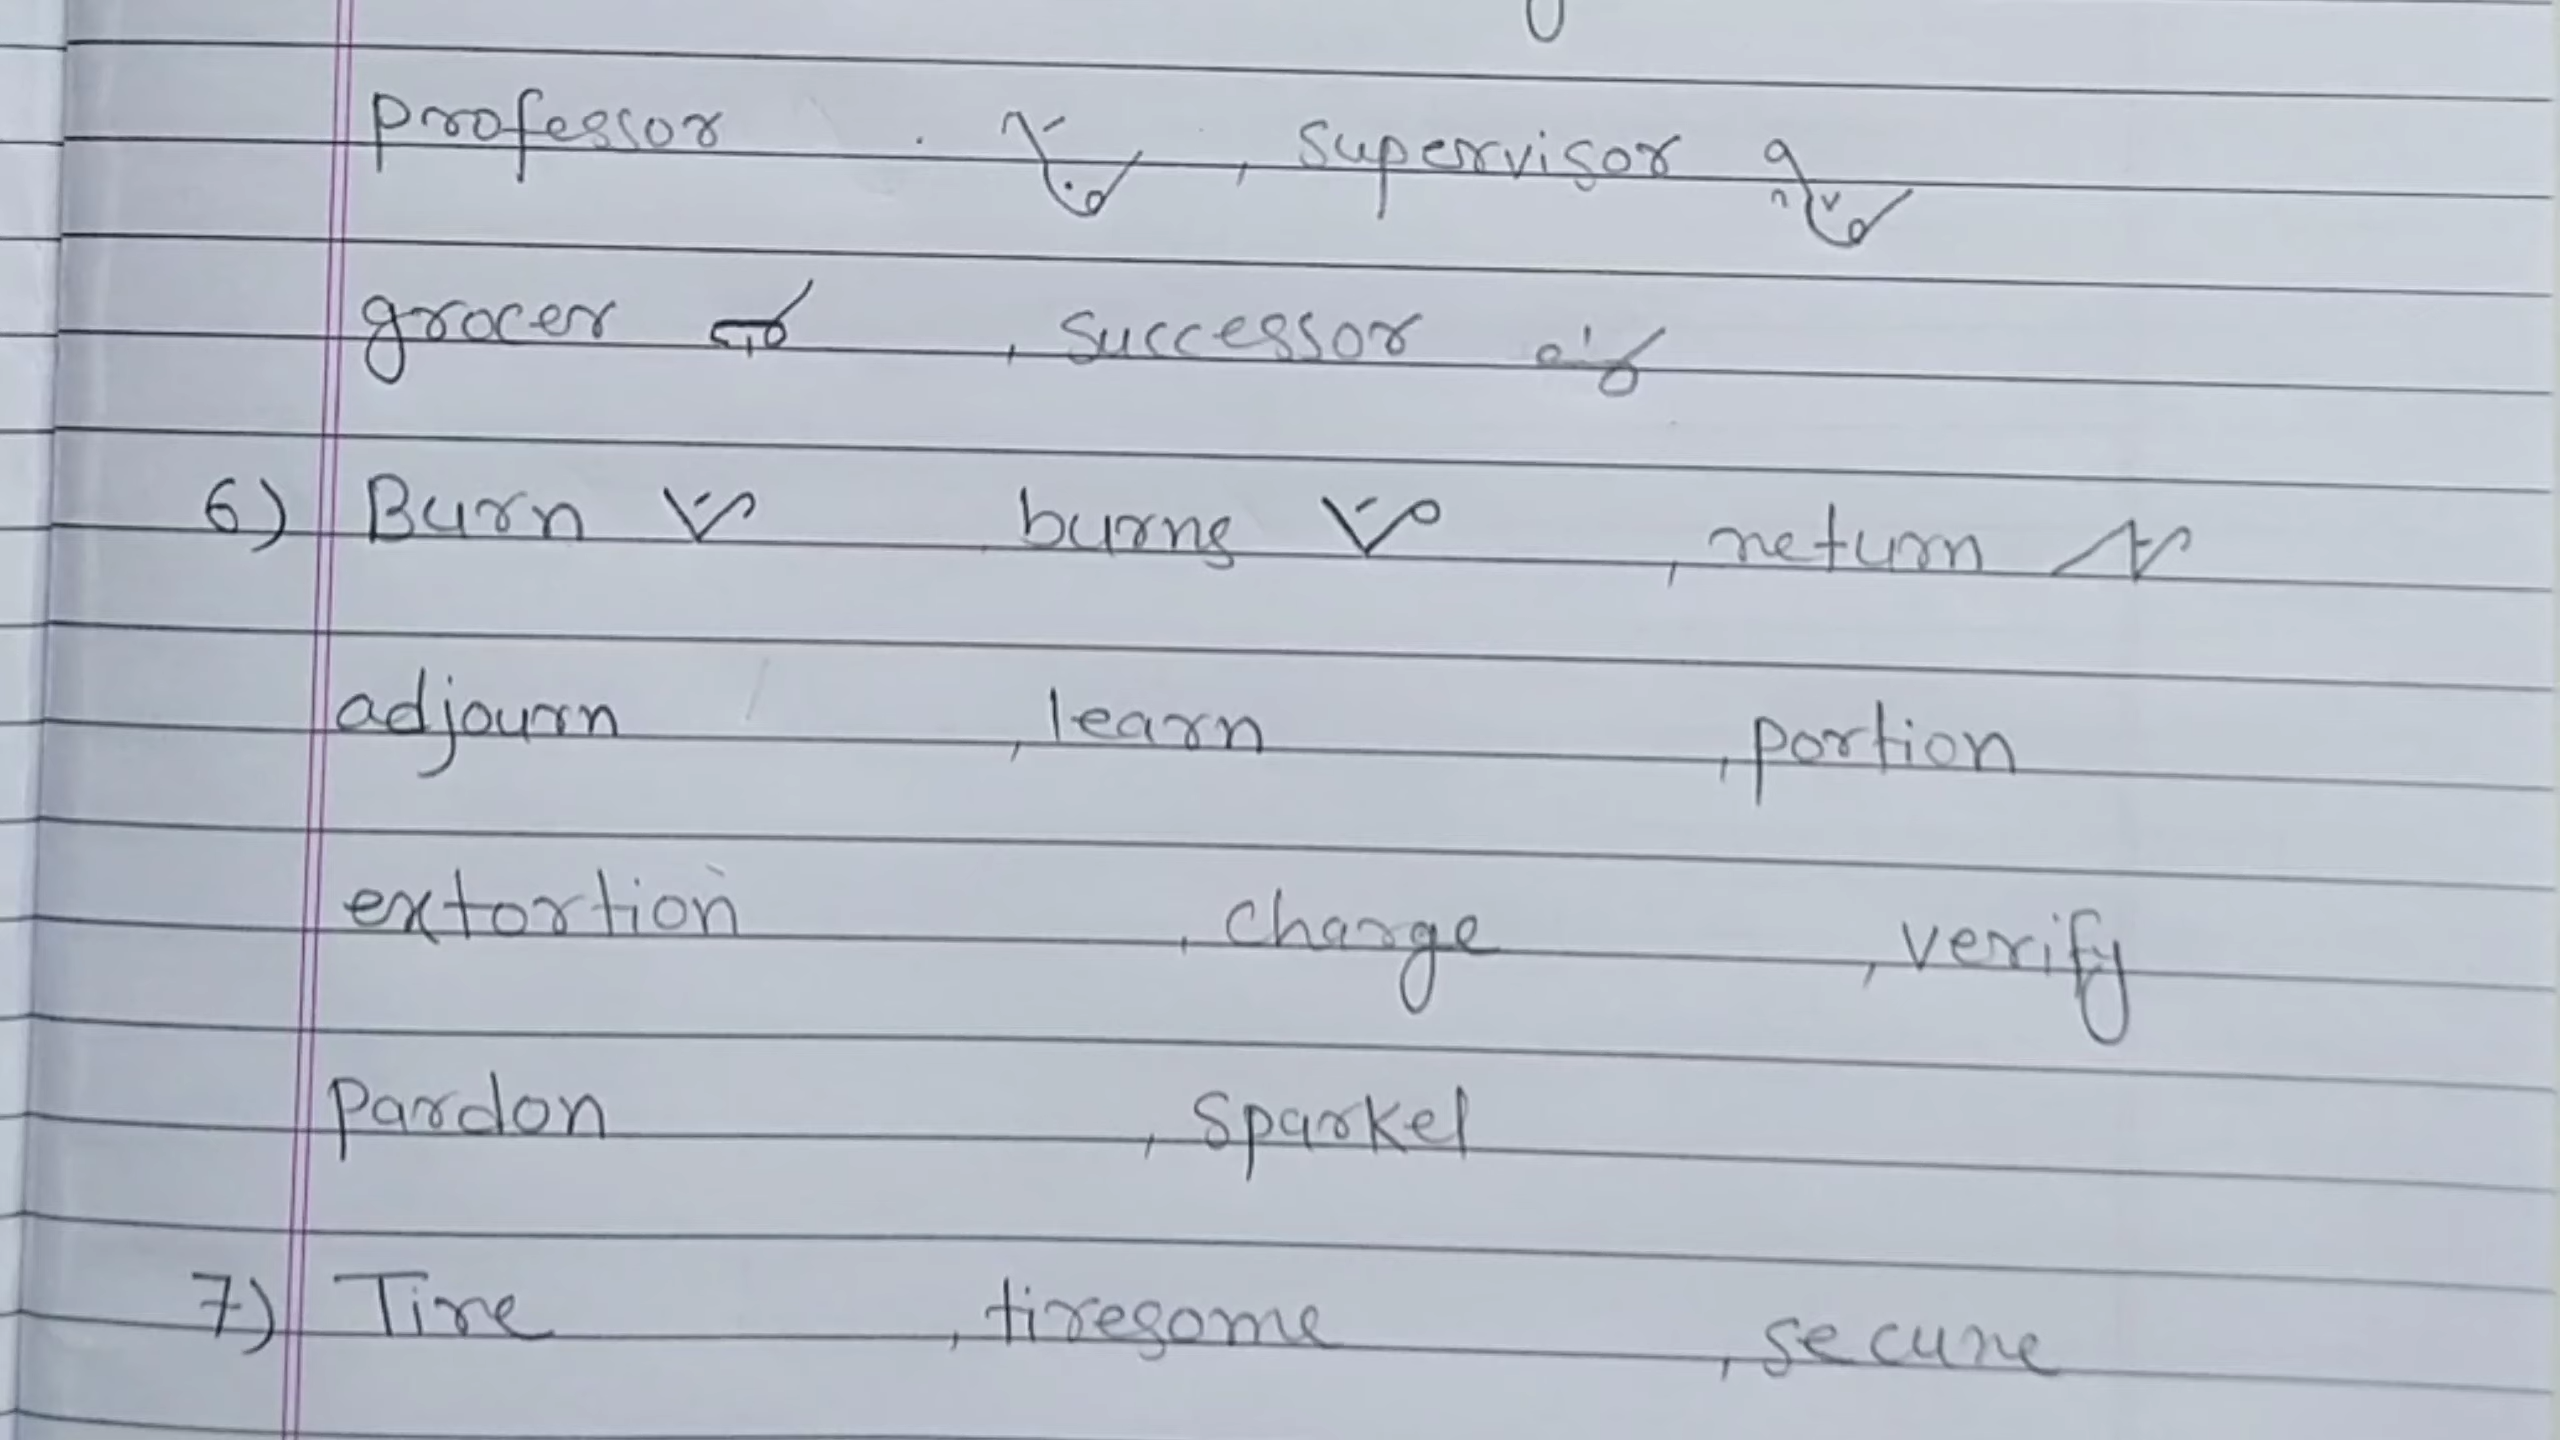 professor , supervisor
grocer , successor
6) Burn burns , return
adjourn , learn , portion
extortion , charge , verify
Pardon , Sparkel
7) Tire , tiresome , secure